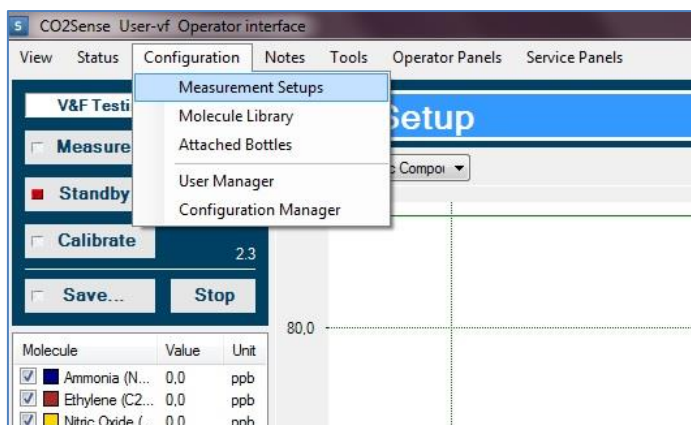 S CO2Sense User-vf Operator interface
View Status Configuration Notes Tools Operator Panels Service Panels
Measurement Setups
Molecule Library
Attached Bottles
User Manager
Configuration Manager
V&F Testi
Setup
Measure
c Compoı
Standby
Calibrate
2.3
Save... Stop
80,0
Molecule Value Unit
Ammonia (N... 0,0 ppb
Ethylene (C2... 0,0 ppb
Nitric Oxide (... 0,0 ppb